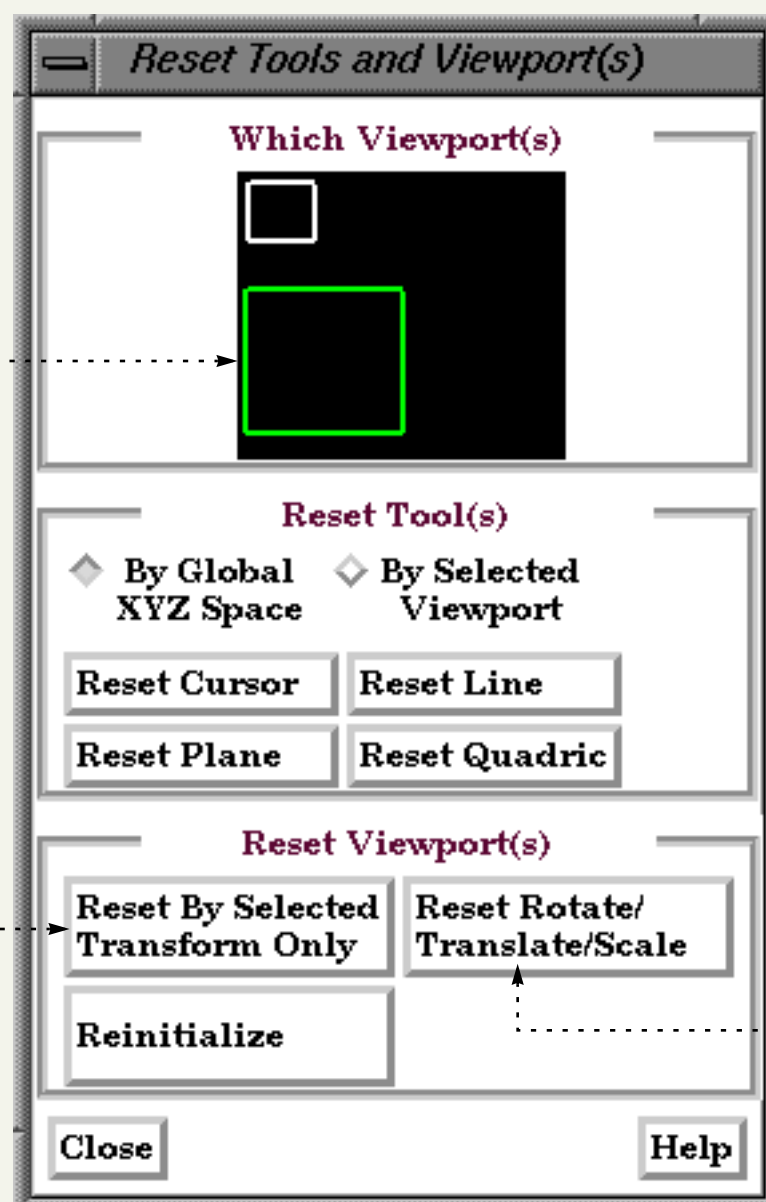 Reset Tools and Viewport(s)
Which Viewport(s)
Reset Tool(s)
By Global
XYZ Space
By Selected
Viewport
Reset Cursor
Reset Line
Reset Plane
Reset Quadric
Reset Viewport(s)
Reset By Selected
Transform Only
Reset Rotate/
Translate/Scale
Reinitialize
Close
Help